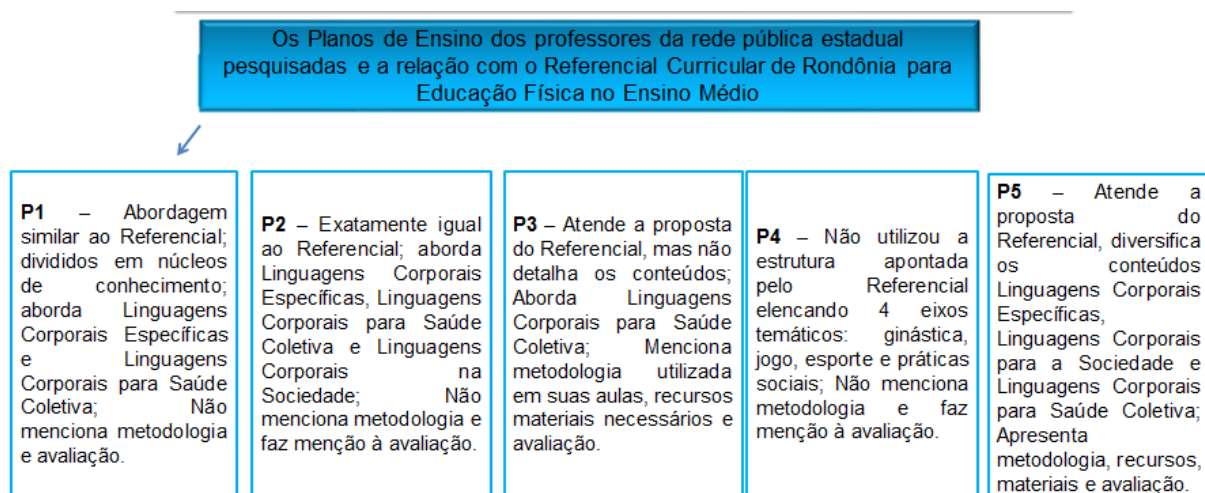 Os Planos de Ensino dos professores da rede pública estadual
pesquisadas e a relação com o Referencial Curricular de Rondônia para
Educação Física no Ensino Médio
P1 – Abordagem
similar ao Referencial;
divididos em núcleos
de conhecimento;
aborda Linguagens
Corporais Específicas
e Linguagens
Corporais para Saúde
Coletiva; Não
menciona metodologia
e avaliação.
P2 – Exatamente igual
ao Referencial; aborda
Linguagens Corporais
Específicas, Linguagens
Corporais para Saúde
Coletiva e Linguagens
Corporais na
Sociedade; Não
menciona metodologia e
faz menção à avaliação.
P3 – Atende a proposta
do Referencial, mas não
detalha os conteúdos;
Aborda Linguagens
Corporais para Saúde
Coletiva; Menciona
metodologia utilizada
em suas aulas, recursos
materiais necessários e
avaliação.
P4 – Não utilizou a
estrutura apontada
pelo Referencial
elencando 4 eixos
temáticos: ginástica,
jogo, esporte e práticas
sociais; Não menciona
metodologia e faz
menção à avaliação.
P5 – Atende a
proposta do
Referencial, diversifica
os conteúdos
Linguagens Corporais
Específicas,
Linguagens Corporais
para a Sociedade e
Linguagens Corporais
para Saúde Coletiva;
Apresenta
metodologia, recursos,
materiais e avaliação.